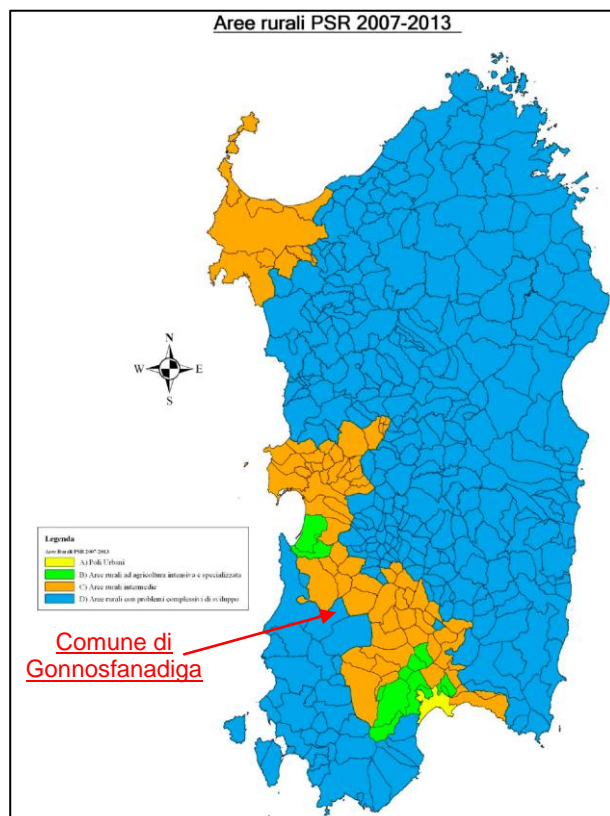 Aree rurali PSR 2007-2013
N
W E
S
Legenda
Aree Rurali PSR 2007-2013
A) Poli Urbani
B) Aree rurali ad agricoltura intensiva e specializzata
C) Aree rurali intermedie
D) Aree rurali con problemi complessivi di sviluppo
Comune di
Gonnosfanadiga